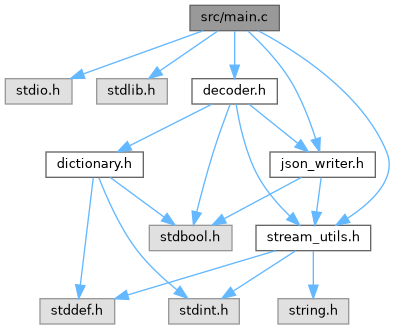 src/main.c
stdio.h
stdlib.h
decoder.h
dictionary.h
json_writer.h
stdbool.h
stream_utils.h
stddef.h
stdint.h
string.h